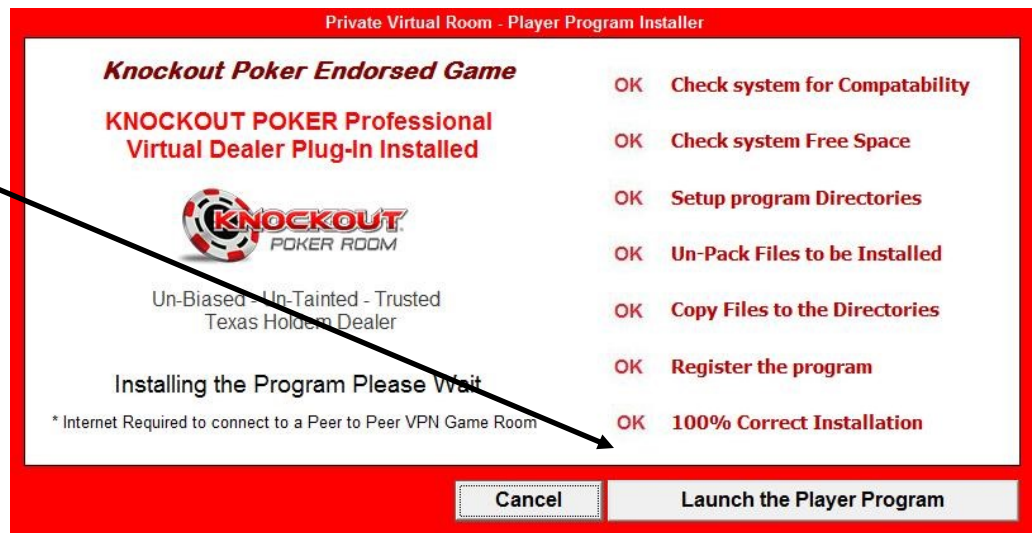 Private Virtual Room - Player Program Installer
Knockout Poker Endorsed Game
KNOCKOUT POKER Professional
Virtual Dealer Plug-In Installed
KNOCKOUT
POKER ROOM
Un-Biased - Un-Tainted - Trusted
Texas Holdem Dealer
Installing the Program Please Wait
* Internet Required to connect to a Peer to Peer VPN Game Room
OK Check system for Compatability
OK Check system Free Space
OK Setup program Directories
OK Un-Pack Files to be Installed
OK Copy Files to the Directories
OK Register the program
OK 100% Correct Installation
Cancel
Launch the Player Program